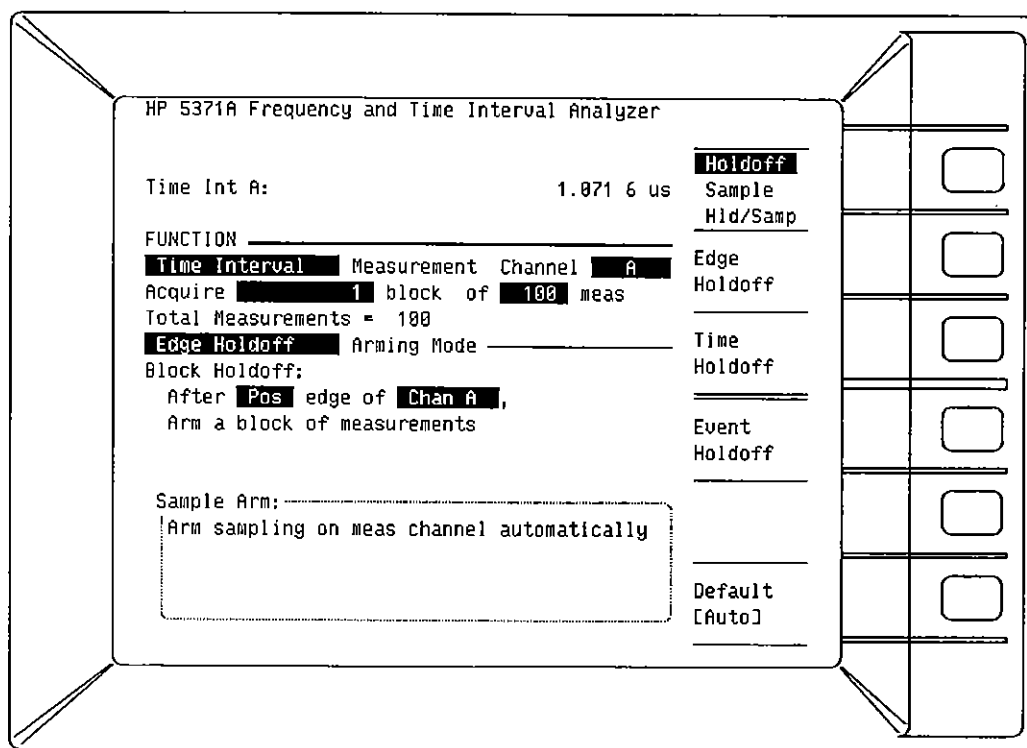 HP 5371A Frequency and Time Interval Analyzer
Time Int A: 1.071 6 us
FUNCTION
Time Interval Measurement Channel A
Acquire 1 block of 100 meas
Total Measurements = 100
Edge Holdoff Arming Mode
Block Holdoff:
After Pos edge of Chan A,
Arm a block of measurements
Sample Arm:
Arm sampling on meas channel automatically
Holdoff
Sample
Hld/Samp
Edge
Holdoff
Time
Holdoff
Event
Holdoff
Default
[Auto]